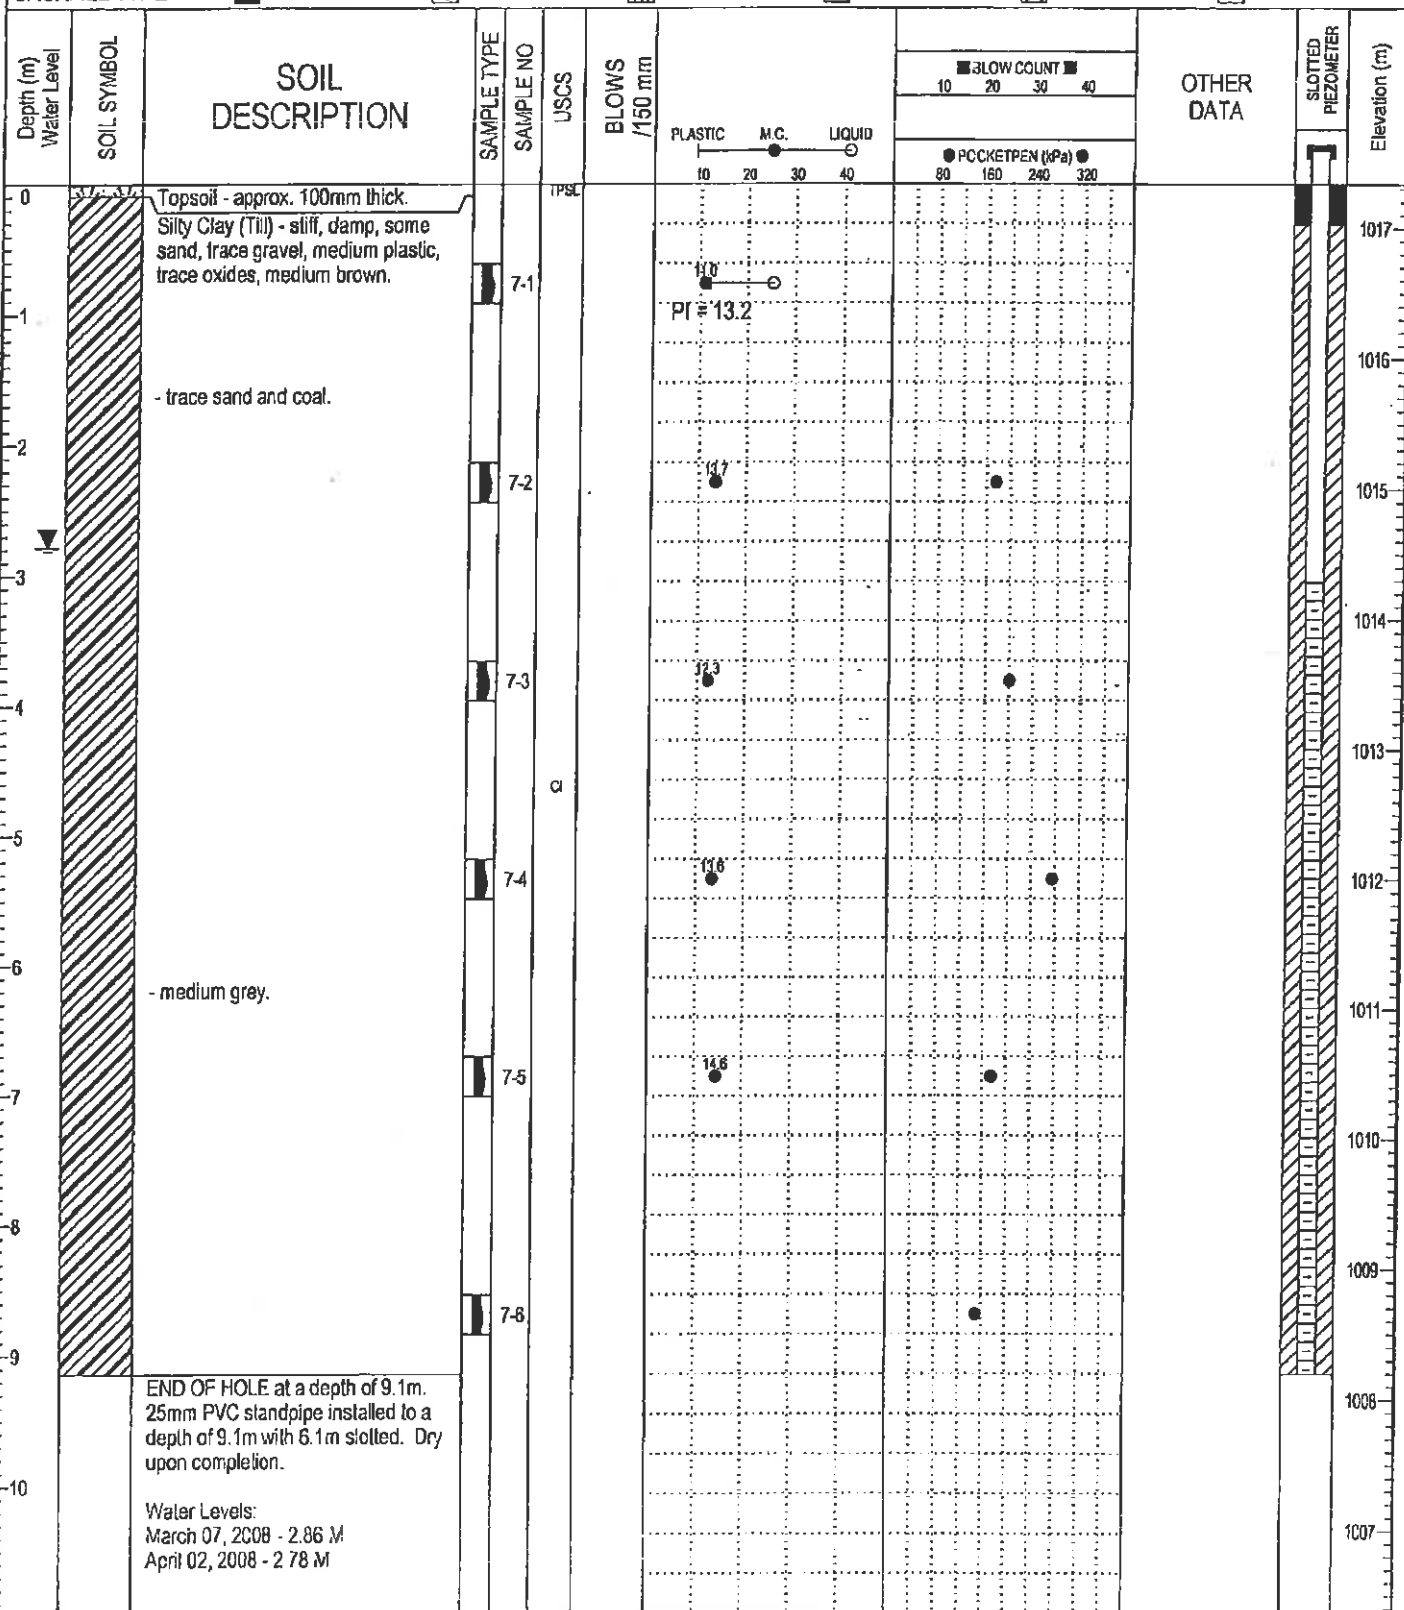 Depth (m)
Water Level
SOIL SYMBOL
SOIL
DESCRIPTION
SAMPLE TYPE
SAMPLE NO
USCS
BLOWS
/150 mm
PLASTIC M.C. LIQUID
10 20 30 40
■ BLOW COUNT ■
10 20 30 40
● POCKETPEN (kPa) ●
80 160 240 320
OTHER
DATA
SLOTTED
PIEZOMETER
Elevation (m)
0
Topsoil - approx. 100mm thick.
TPSL
Silty Clay (Till) - stiff, damp, some
sand, trace gravel, medium plastic,
trace oxides, medium brown.
1017
7-1
11.0
PI = 13.2
1
1016
- trace sand and coal.
2
7-2
13.7
1015
3
1014
7-3
12.3
4
1013
CI
5
7-4
13.6
1012
6
- medium grey.
1011
7-5
14.6
7
1010
8
1009
7-6
9
END OF HOLE at a depth of 9.1m.
25mm PVC standpipe installed to a
depth of 9.1m with 6.1m slotted. Dry
upon completion.
1008
10
Water Levels:
March 07, 2008 - 2.86 M
April 02, 2008 - 2 78 M
1007